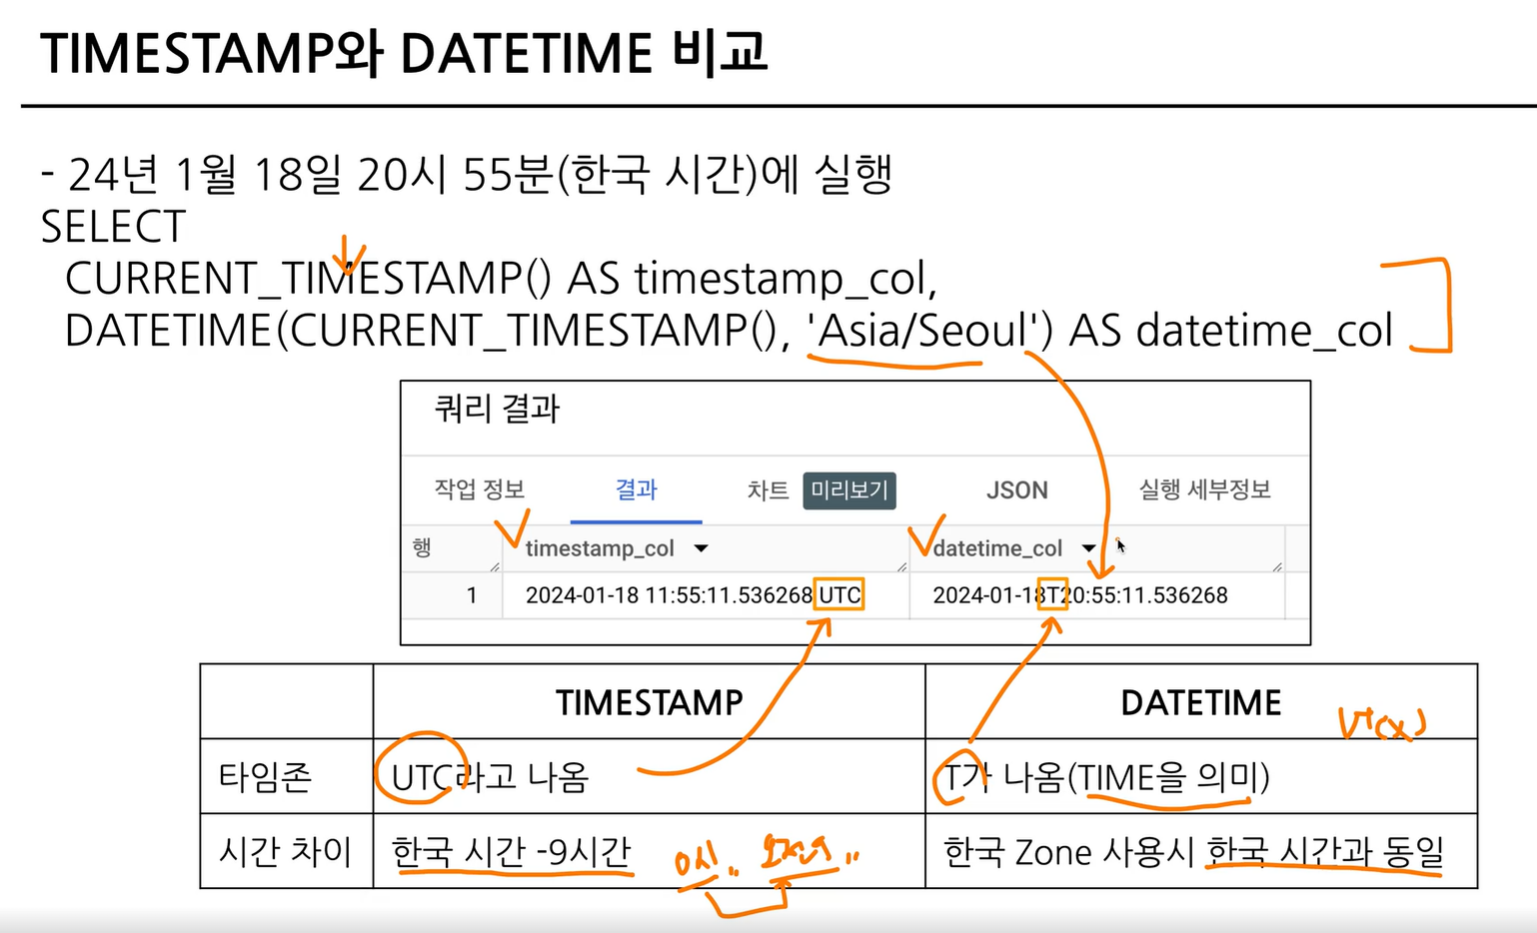 TIMESTAMP와 DATETIME 비교
- 24년 1월 18일 20시 55분(한국 시간)에 실행
SELECT
CURRENT_TIMESTAMP() AS timestamp_col,
DATETIME(CURRENT_TIMESTAMP(), 'Asia/Seoul') AS datetime_col
쿼리 결과
작업 정보 결과 차트 미리보기 JSON 실행 세부정보
행 timestamp_col datetime_col
1 2024-01-18 11:55:11.536268 UTC 2024-01-18T20:55:11.536268
TIMESTAMP DATETIME
타임존 UTC라고 나옴 T가 나옴(TIME을 의미)
시간 차이 한국 시간 -9시간 한국 Zone 사용시 한국 시간과 동일